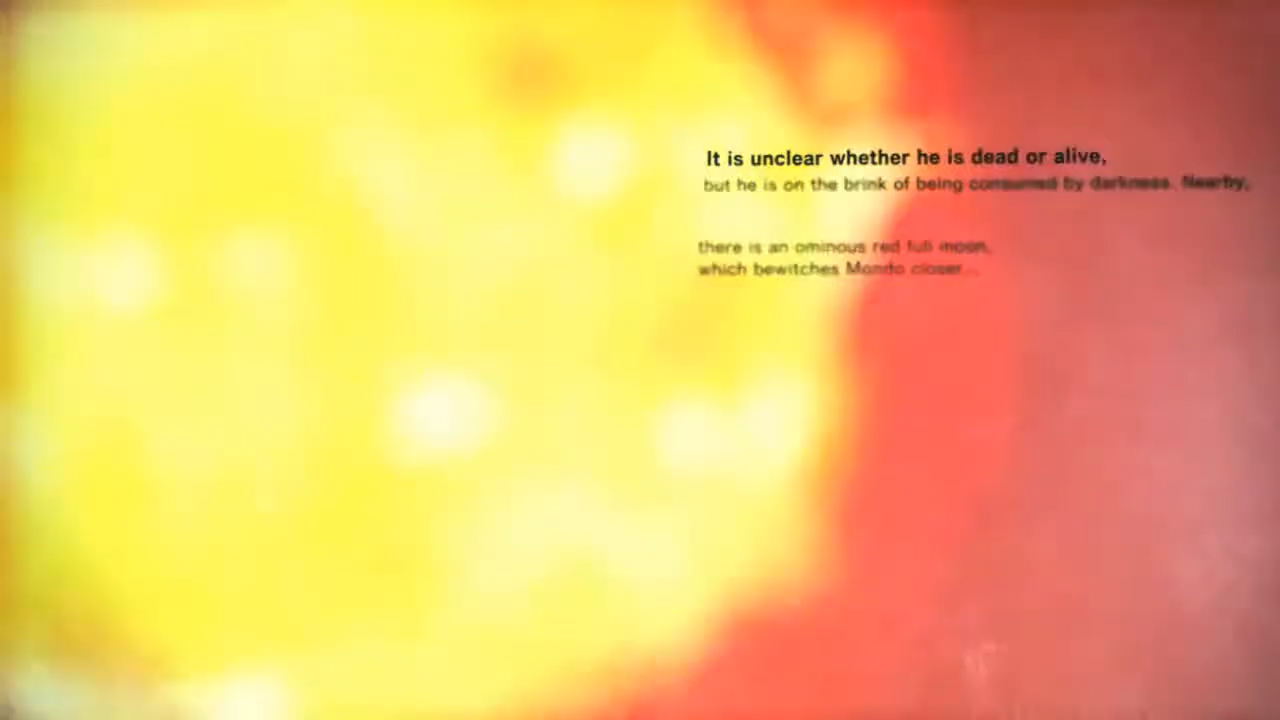 It is unclear whether he is dead or alive,
but he is on the brink of being consumed by darkness. Nearby,
there is an ominous red full moon,
which bewitches Mondo closer...